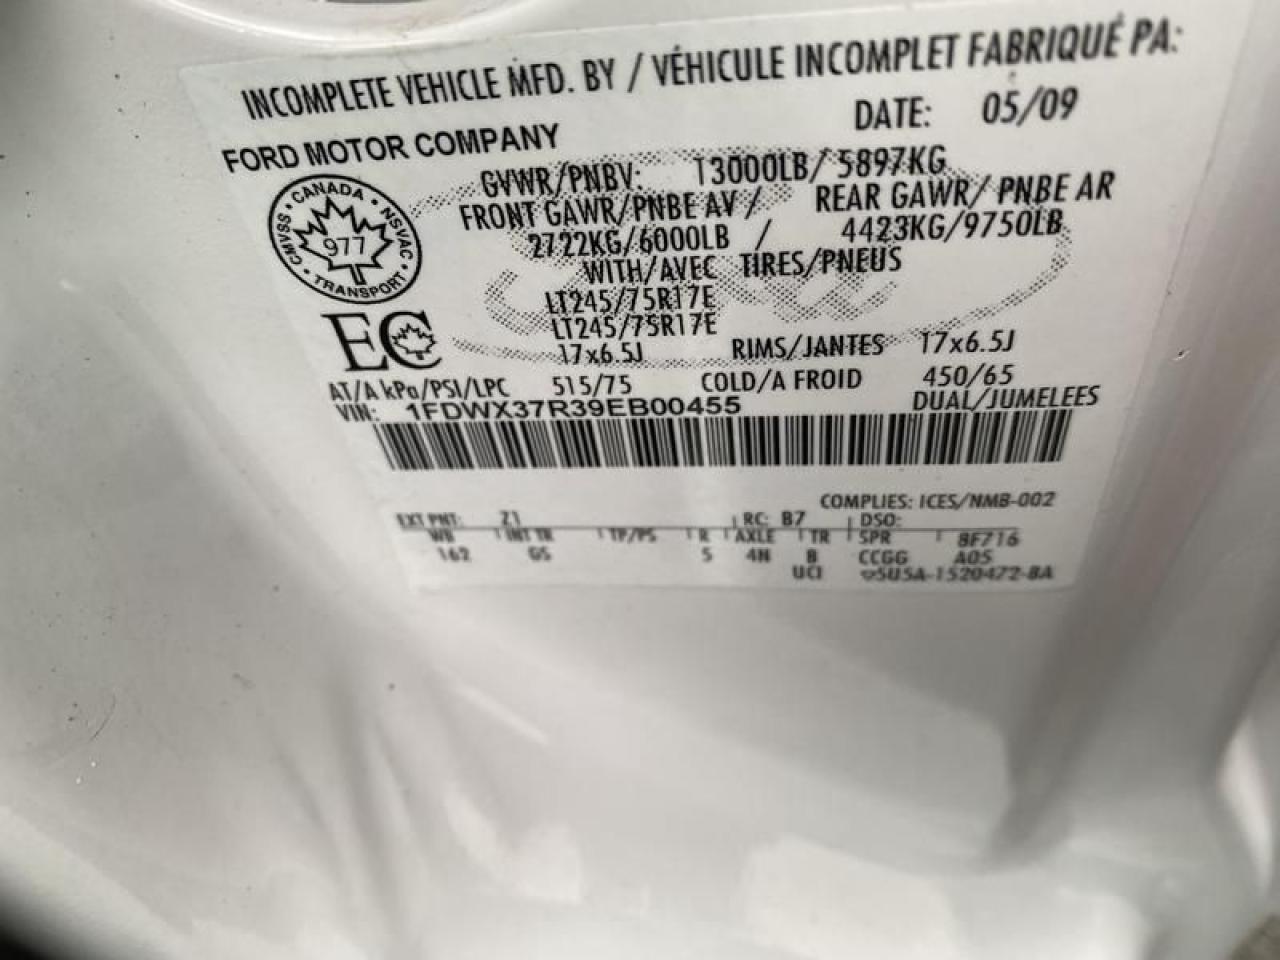 INCOMPLETE VEHICLE MFD. BY / VÉHICULE INCOMPLET FABRIQUÉ PA:
FORD MOTOR COMPANY DATE: 05/09
GVWR/PNBV: 13000LB/ 5897KG
FRONT GAWR/PNBE AV / REAR GAWR/ PNBE AR
2722KG/6000LB / 4423KG/9750LB
WITH/AVEC TIRES/PNEUS
LT245/75R17E
LT245/75R17E
17x6.5J RIMS/JANTES 17x6.5J
AT/A kPa/PSI/LPC 515/75 COLD/A FROID 450/65
VIN: 1FDWX37R39EB00455 DUAL/JUMELEES
CANADA • NSVAC • TRANSPORT • CMVSS •
977
EC
COMPLIES: ICES/NMB-002
EXT PNT: Z1 RC: B7 DSO:
WB INT TR TP/PS R AXLE TR SPR 8F716
162 GS 5 4N B CCGG A05
UCI 95U5A-1520472-BA